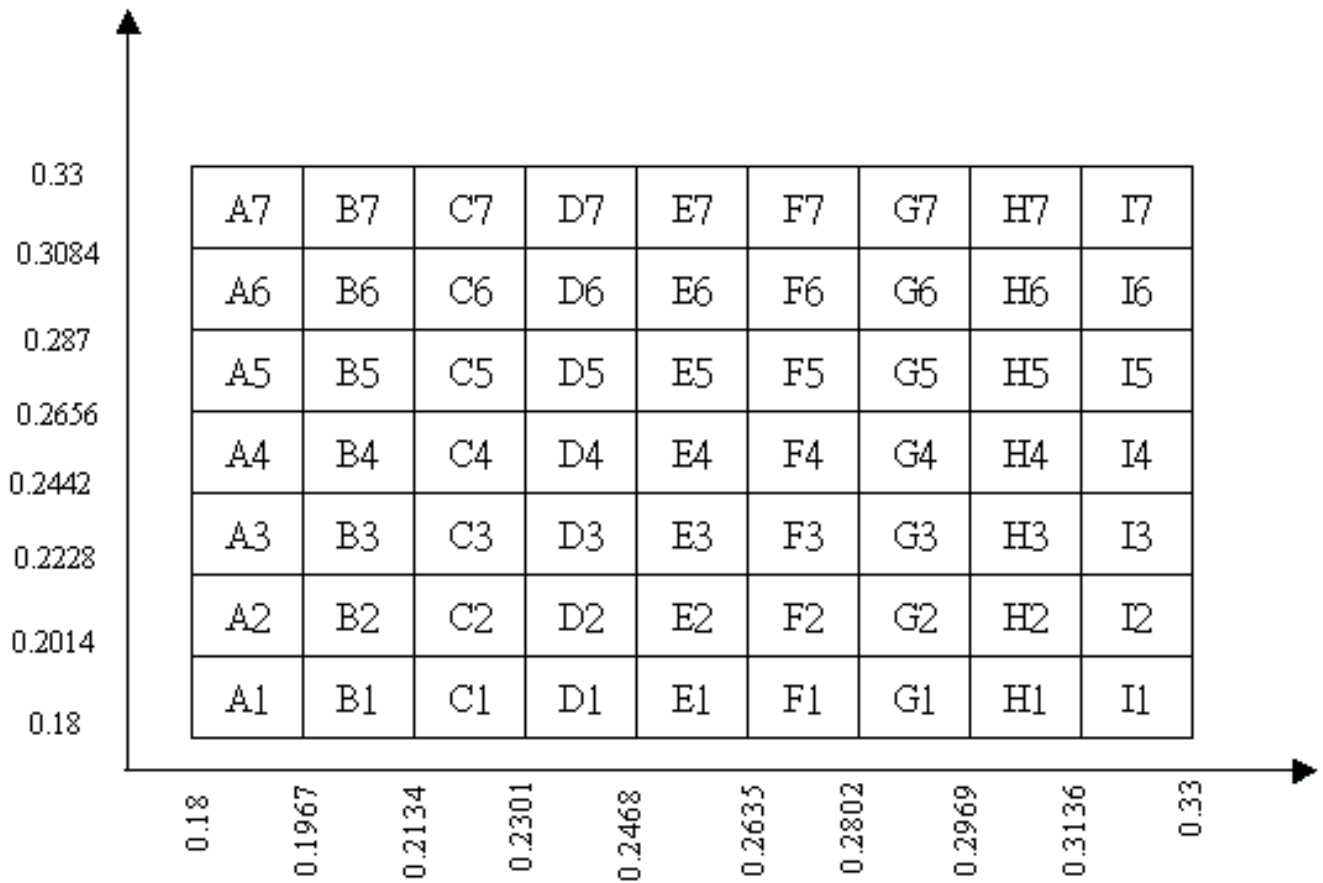 0.33
A7 B7 C7 D7 E7 F7 G7 H7 I7
0.3084
A6 B6 C6 D6 E6 F6 G6 H6 I6
0.287
A5 B5 C5 D5 E5 F5 G5 H5 I5
0.2656
A4 B4 C4 D4 E4 F4 G4 H4 I4
0.2442
A3 B3 C3 D3 E3 F3 G3 H3 I3
0.2228
A2 B2 C2 D2 E2 F2 G2 H2 I2
0.2014
A1 B1 C1 D1 E1 F1 G1 H1 I1
0.18
0.18 0.1967 0.2134 0.2301 0.2468 0.2635 0.2802 0.2969 0.3136 0.33